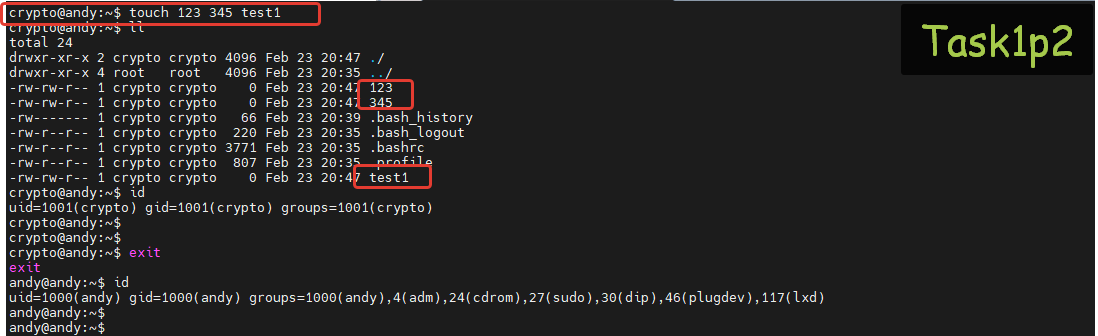 crypto@andy:~$ touch 123 345 test1
Task1p2
crypto@andy:~$ ll
total 24
drwxr-xr-x 2 crypto crypto 4096 Feb 23 20:47 ./
drwxr-xr-x 4 root   root   4096 Feb 23 20:35 ../
-rw-rw-r-- 1 crypto crypto    0 Feb 23 20:47 123
-rw-rw-r-- 1 crypto crypto    0 Feb 23 20:47 345
-rw------- 1 crypto crypto   66 Feb 23 20:39 .bash_history
-rw-r--r-- 1 crypto crypto  220 Feb 23 20:35 .bash_logout
-rw-r--r-- 1 crypto crypto 3771 Feb 23 20:35 .bashrc
-rw-r--r-- 1 crypto crypto  807 Feb 23 20:35 .profile
-rw-rw-r-- 1 crypto crypto    0 Feb 23 20:47 test1
crypto@andy:~$ id
uid=1001(crypto) gid=1001(crypto) groups=1001(crypto)
crypto@andy:~$
crypto@andy:~$
crypto@andy:~$ exit
exit
andy@andy:~$ id
uid=1000(andy) gid=1000(andy) groups=1000(andy),4(adm),24(cdrom),27(sudo),30(dip),46(plugdev),117(lxd)
andy@andy:~$
andy@andy:~$